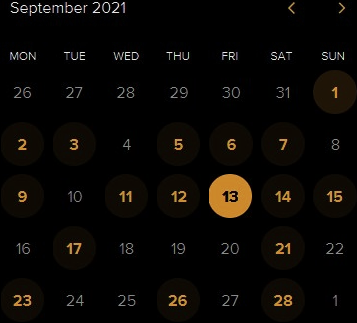 September 2021
MON TUE WED THU FRI SAT SUN
26 27 28 29 30 31 1
2 3 4 5 6 7 8
9 10 11 12 13 14 15
16 17 18 19 20 21 22
23 24 25 26 27 28 1